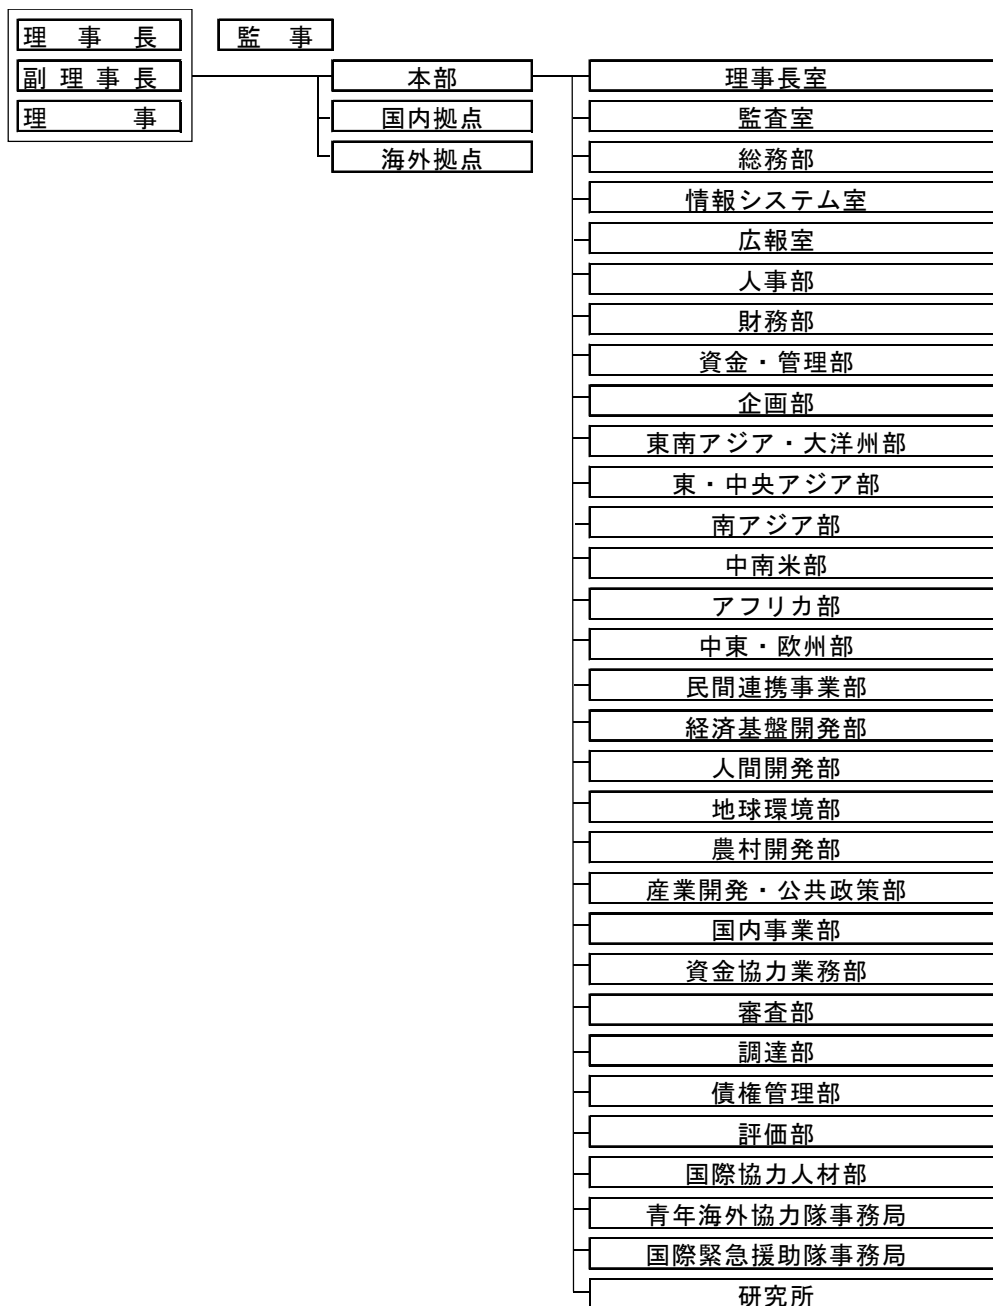 理事長
監事
副理事長
理事
本部
国内拠点
海外拠点
理事長室
監査室
総務部
情報システム室
広報室
人事部
財務部
資金・管理部
企画部
東南アジア・大洋州部
東・中央アジア部
南アジア部
中南米部
アフリカ部
中東・欧州部
民間連携事業部
経済基盤開発部
人間開発部
地球環境部
農村開発部
産業開発・公共政策部
国内事業部
資金協力業務部
審査部
調達部
債権管理部
評価部
国際協力人材部
青年海外協力隊事務局
国際緊急援助隊事務局
研究所